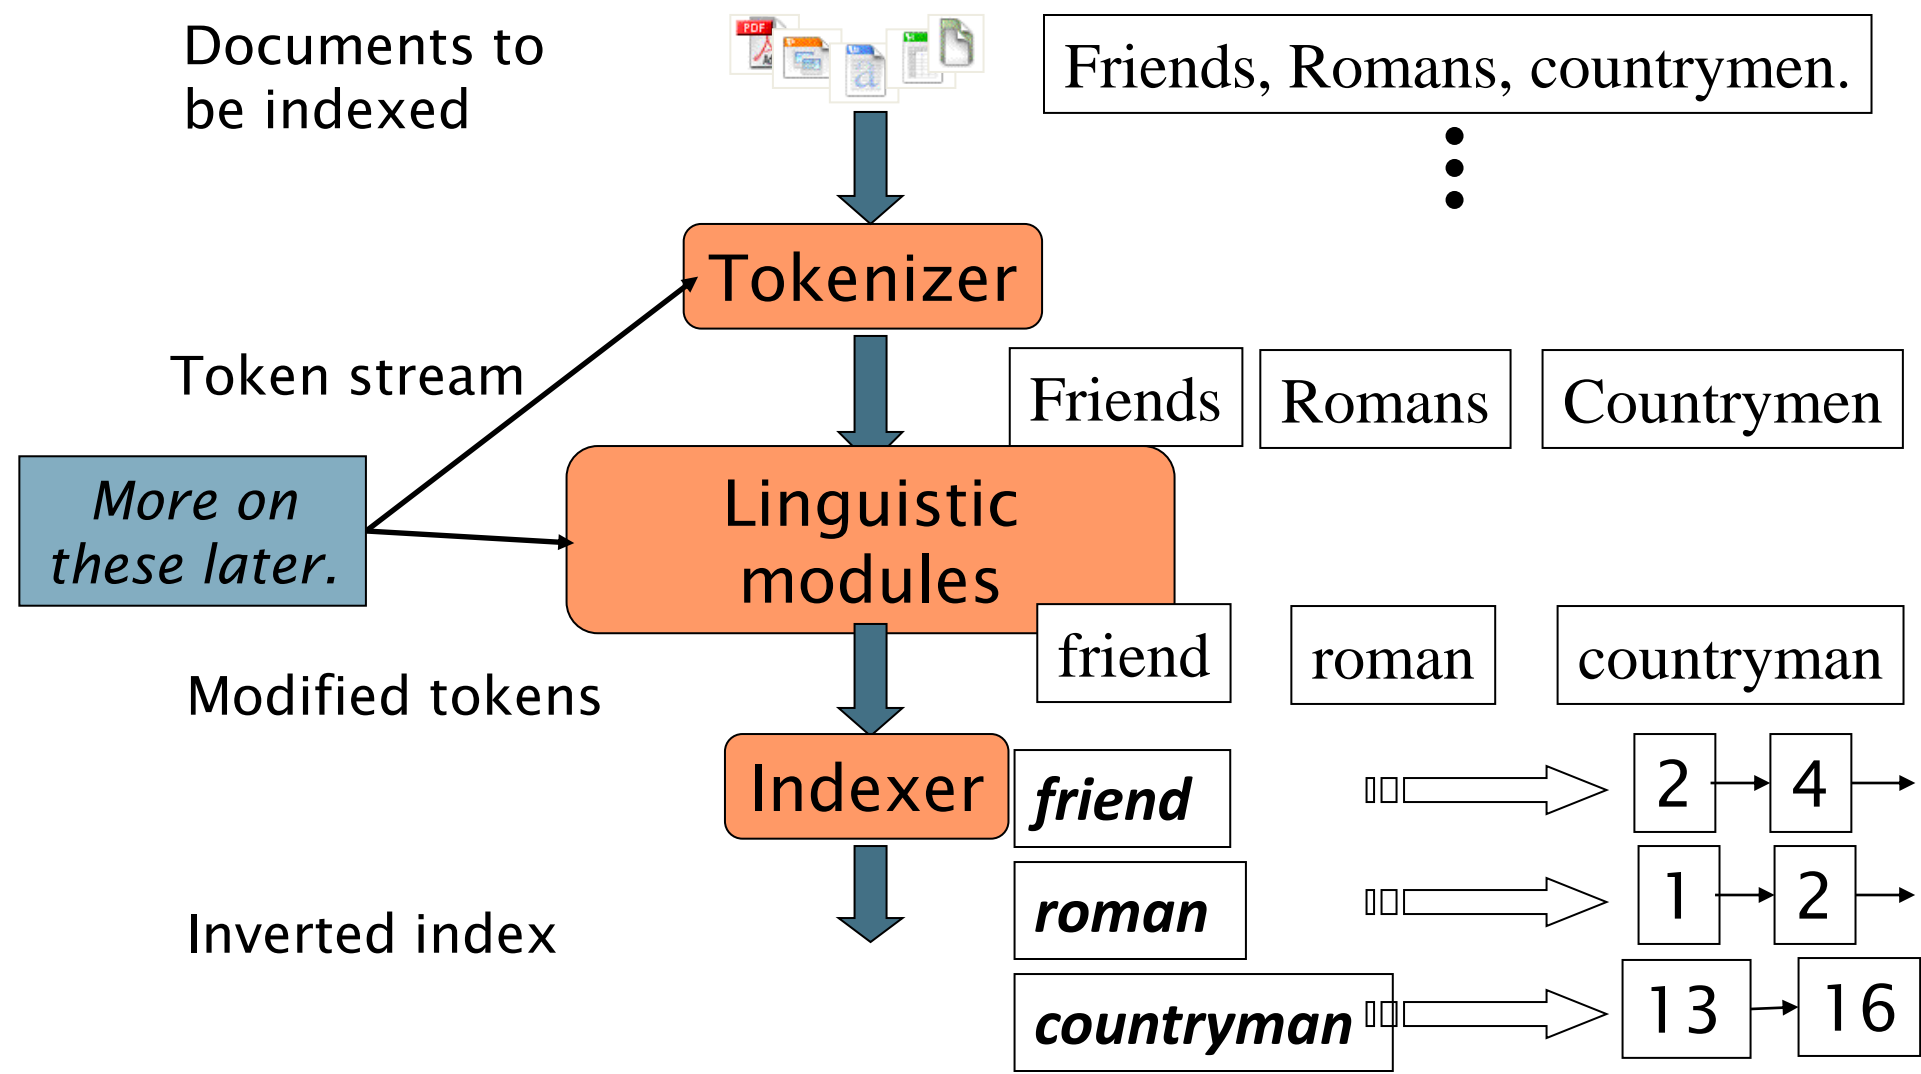 Documents to
be indexed
PDF
Friends, Romans, countrymen.
Tokenizer
Token stream
Friends
Romans
Countrymen
More on
these later.
Linguistic
modules
Modified tokens
friend
roman
countryman
Indexer
friend
2
4
roman
1
2
Inverted index
countryman
13
16